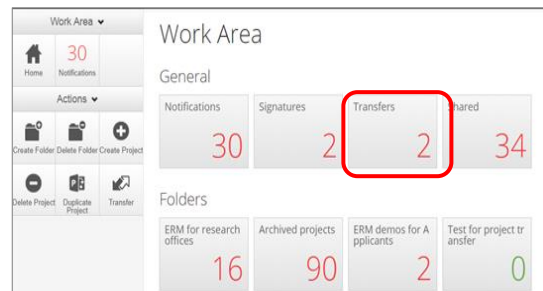 Work Area
Home
30
Notifications
Actions
Create Folder
Delete Folder
Create Project
Delete Project
Duplicate
Project
Transfer
Work Area
General
Notifications
30
Signatures
2
Transfers
2
Shared
34
Folders
ERM for research
offices
16
Archived projects
90
ERM demos for A
pplicants
2
Test for project tr
ansfer
0